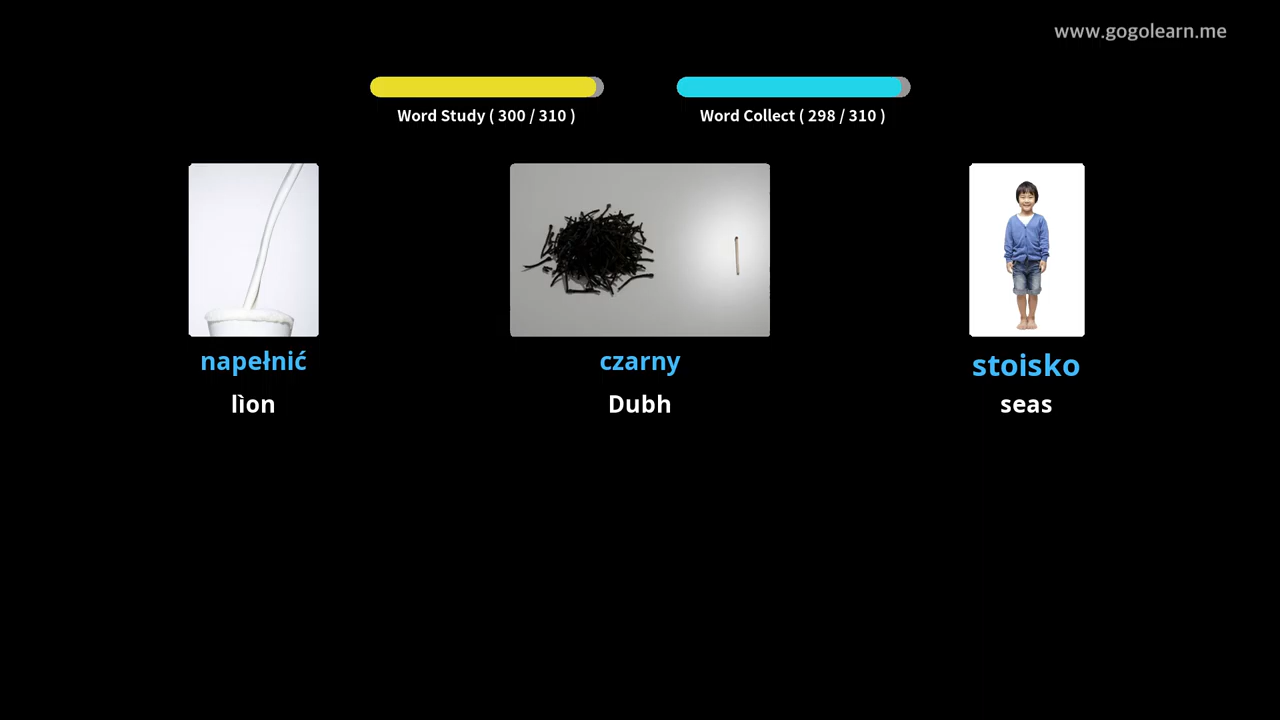 www.gogolearn.me
Word Study ( 300 / 310 )
Word Collect ( 298 / 310 )
napełnić
czarny
stoisko
lìon
Dubh
seas